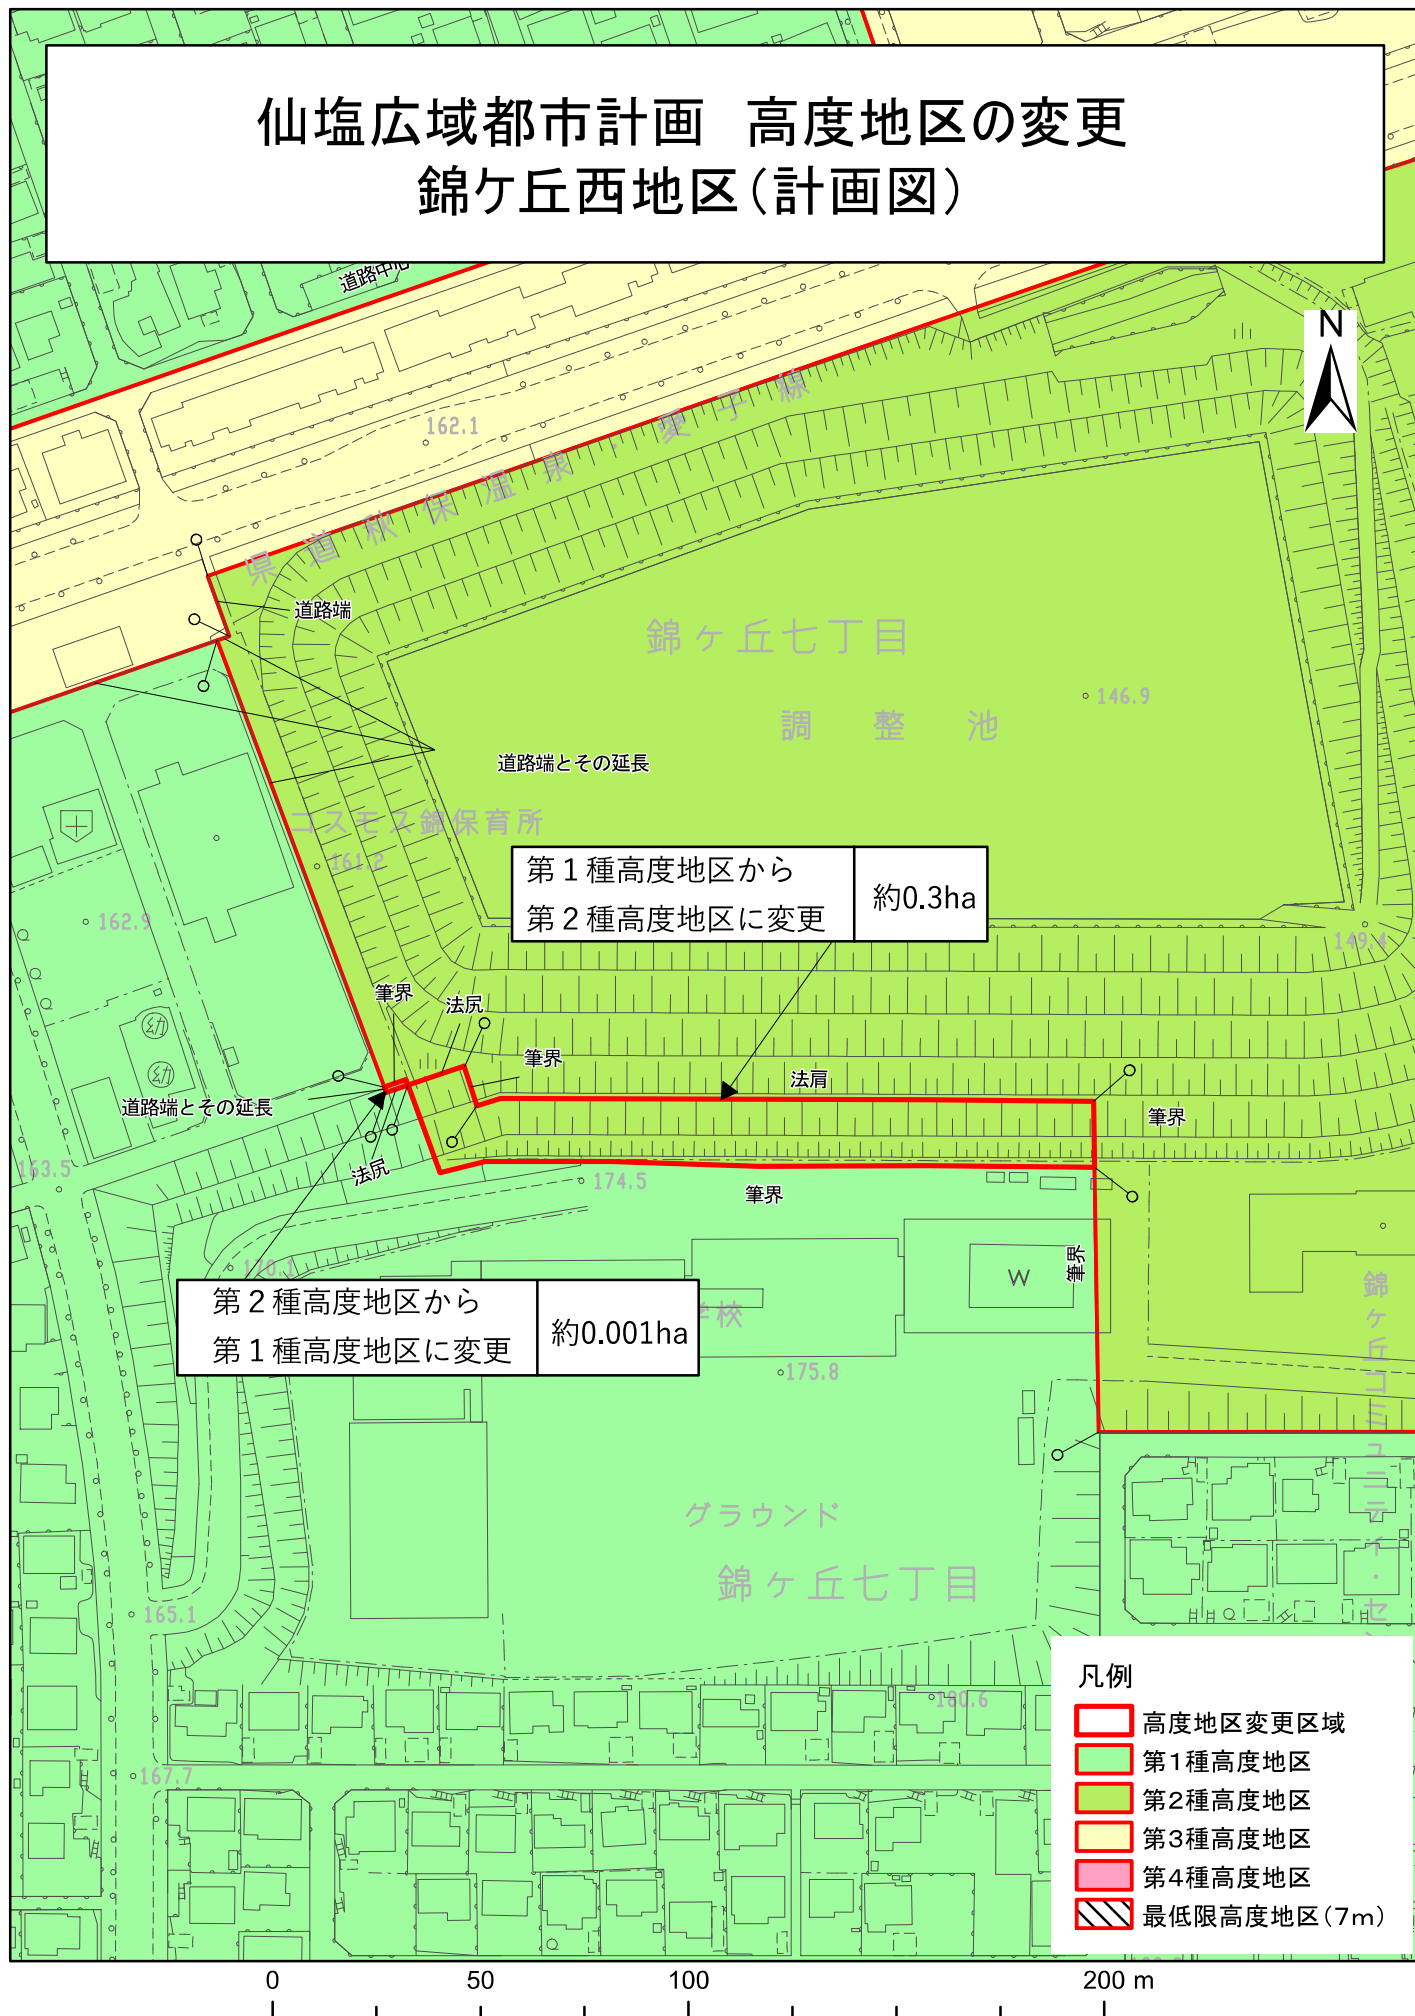 仙塩広域都市計画　高度地区の変更
錦ケ丘西地区（計画図）
道路中心
N
162.1
県道秋保温泉愛子線
道路端
錦ヶ丘七丁目
146.9
調整池
道路端とその延長
コスモス錦保育所
161.2
第１種高度地区から
第２種高度地区に変更
約0.3ha
162.9
149.4
筆界
法尻
幼
筆界
法肩
幼
道路端とその延長
筆界
163.5
法尻
174.5
筆界
筆界
170.1
W
第２種高度地区から
第１種高度地区に変更
約0.001ha
学校
175.8
錦ヶ丘コミュニティ・セン
グラウンド
錦ヶ丘七丁目
165.1
180.6
167.7
凡例
高度地区変更区域
第1種高度地区
第2種高度地区
第3種高度地区
第4種高度地区
最低限高度地区（7m）
0
50
100
200 m